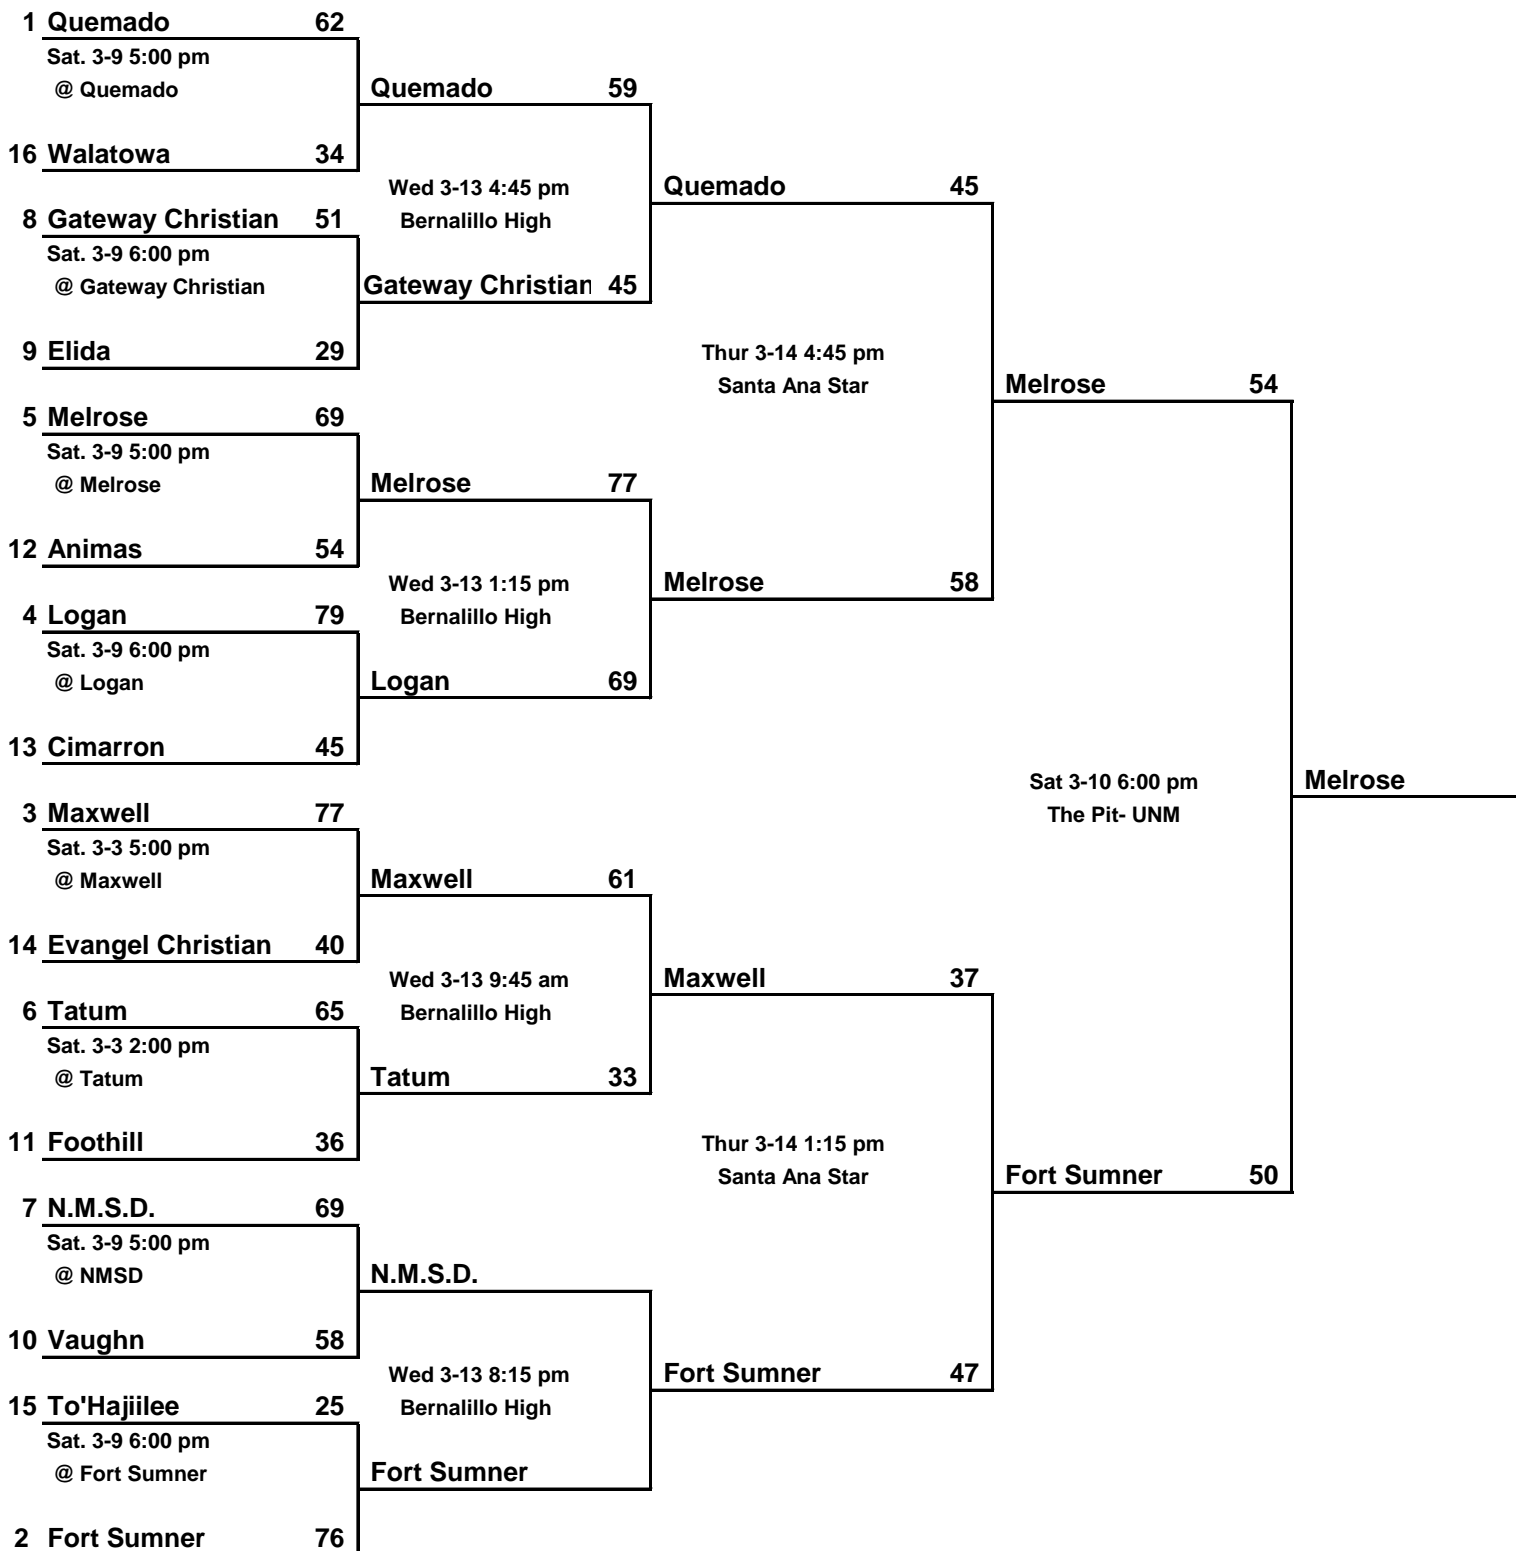 1 Quemado 62
Sat. 3-9 5:00 pm
@ Quemado
Quemado 59
16 Walatowa 34
Wed 3-13 4:45 pm
Quemado 45
8 Gateway Christian 51
Bernalillo High
Sat. 3-9 6:00 pm
@ Gateway Christian
Gateway Christian 45
9 Elida 29
Thur 3-14 4:45 pm
Santa Ana Star
Melrose 54
5 Melrose 69
Sat. 3-9 5:00 pm
@ Melrose
Melrose 77
12 Animas 54
Wed 3-13 1:15 pm
Melrose 58
4 Logan 79
Bernalillo High
Sat. 3-9 6:00 pm
@ Logan
Logan 69
13 Cimarron 45
Sat 3-10 6:00 pm
Melrose
3 Maxwell 77
The Pit- UNM
Sat. 3-3 5:00 pm
@ Maxwell
Maxwell 61
14 Evangel Christian 40
Wed 3-13 9:45 am
Maxwell 37
6 Tatum 65
Bernalillo High
Sat. 3-3 2:00 pm
@ Tatum
Tatum 33
11 Foothill 36
Thur 3-14 1:15 pm
Santa Ana Star
Fort Sumner 50
7 N.M.S.D. 69
Sat. 3-9 5:00 pm
@ NMSD
N.M.S.D.
10 Vaughn 58
Wed 3-13 8:15 pm
Fort Sumner 47
15 To'Hajiilee 25
Bernalillo High
Sat. 3-9 6:00 pm
@ Fort Sumner
Fort Sumner
2 Fort Sumner 76